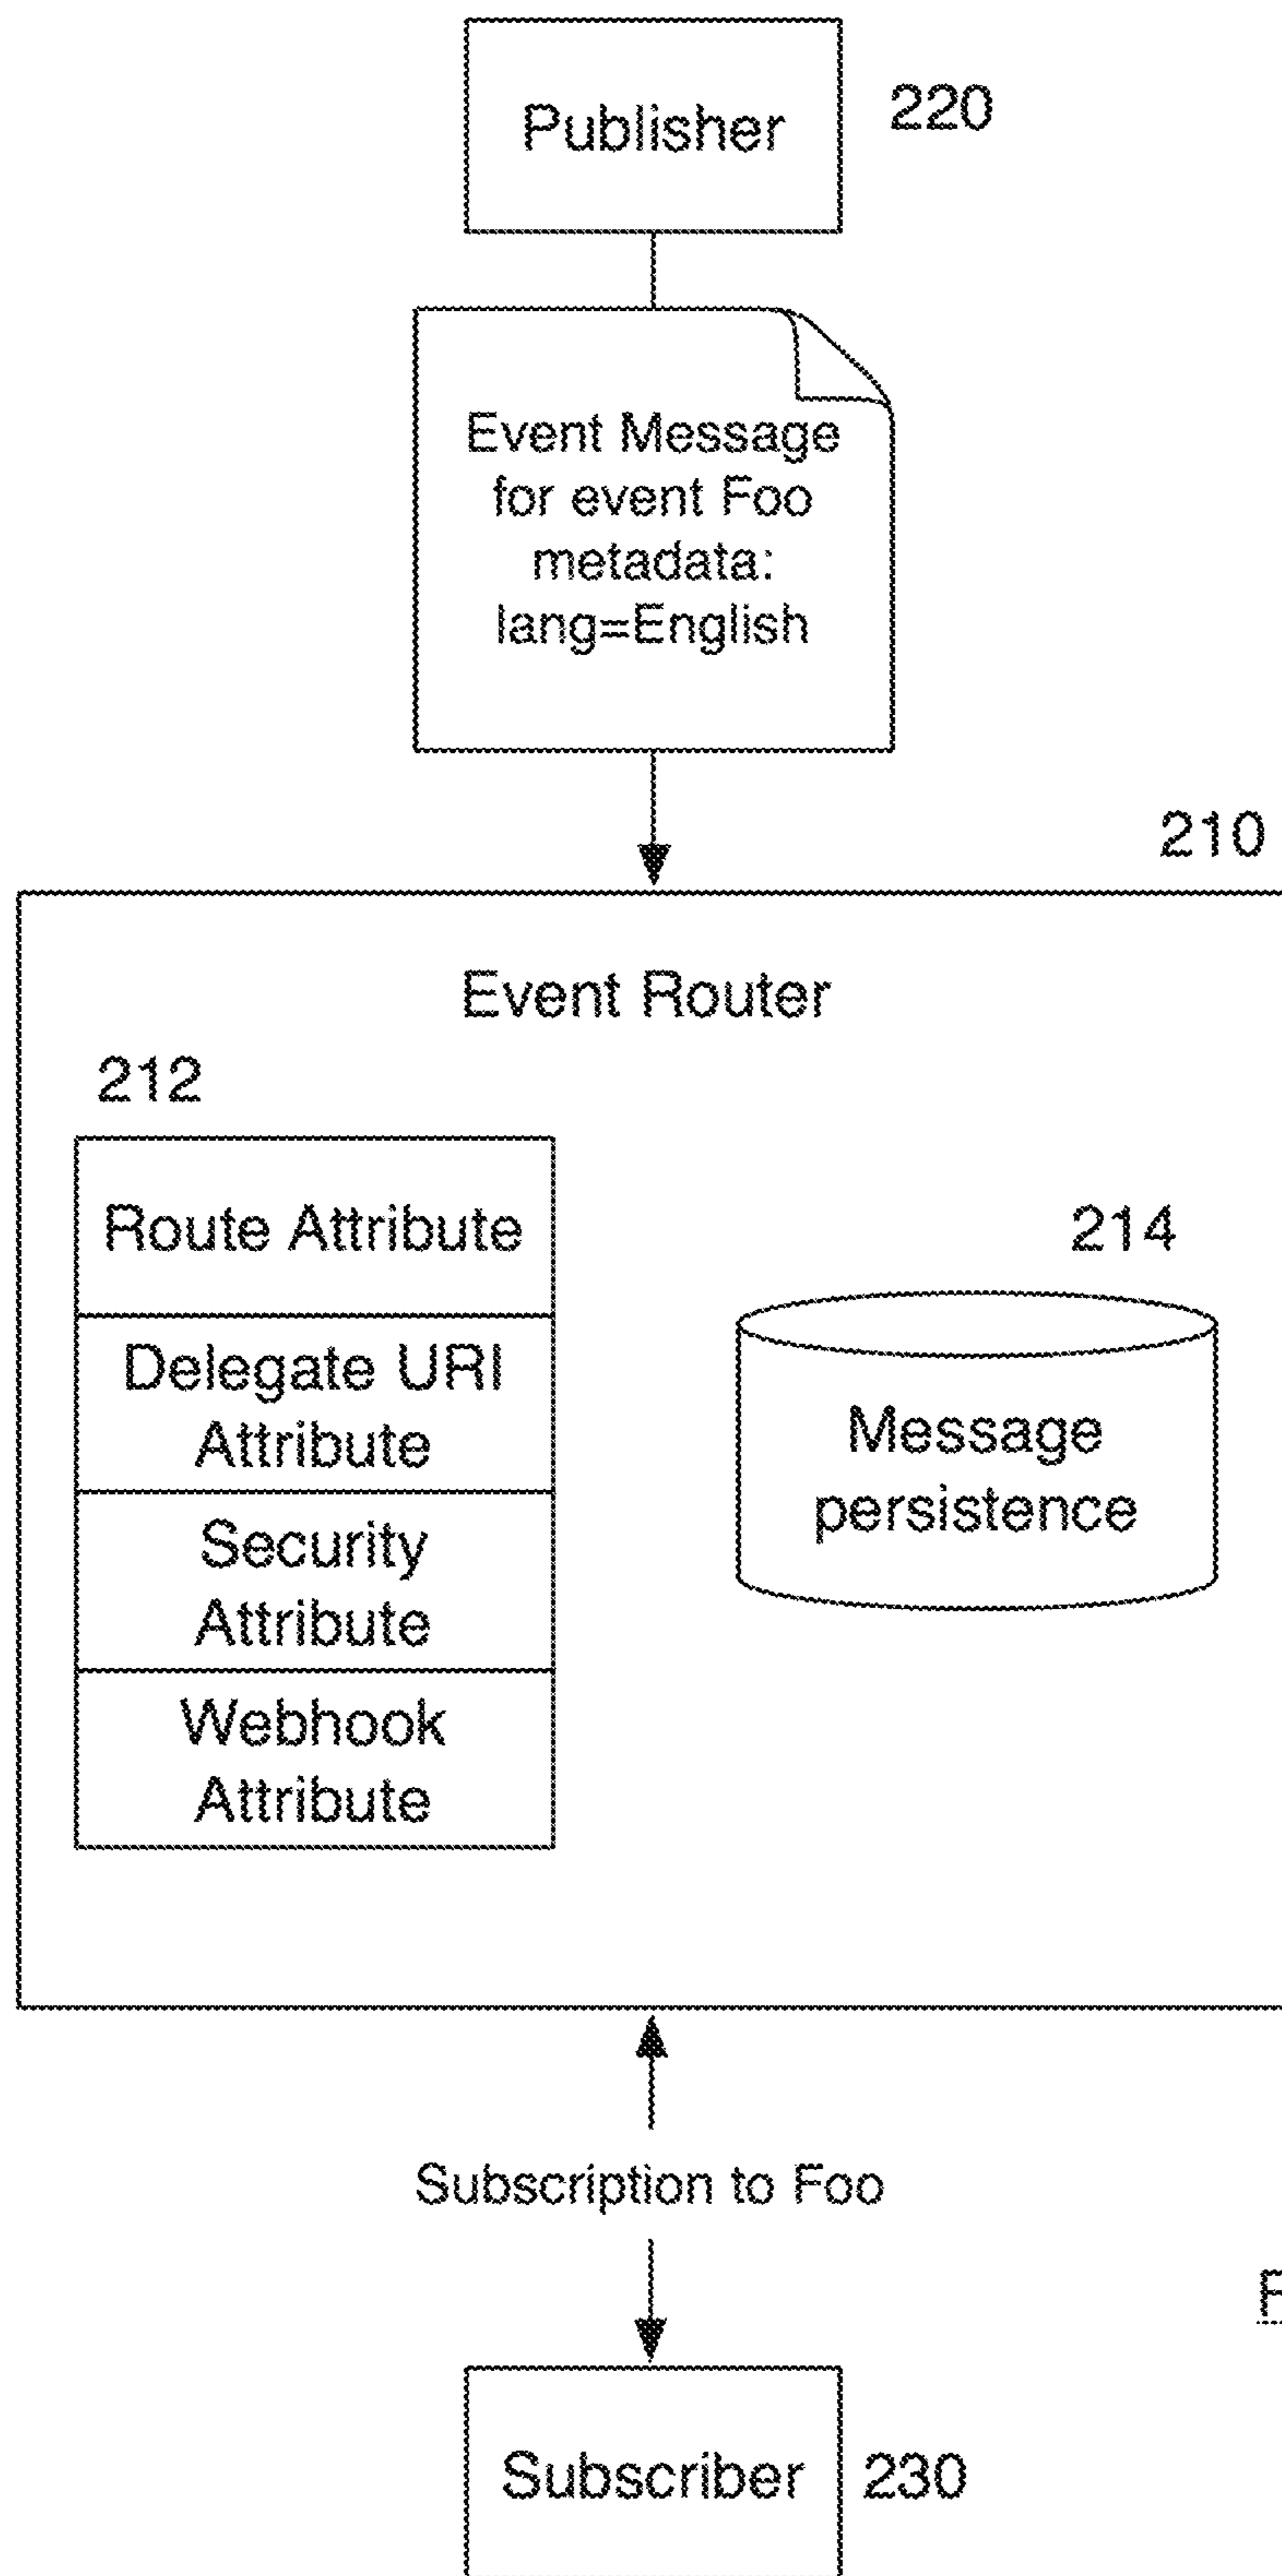 Publisher
220
Event Message
for event Foo
metadata:
lang=English
210
Event Router
212
Route Attribute
214
Delegate URI
Attribute
Message
persistence
Security
Attribute
Webhook
Attribute
Subscription to Foo
Subscriber
230